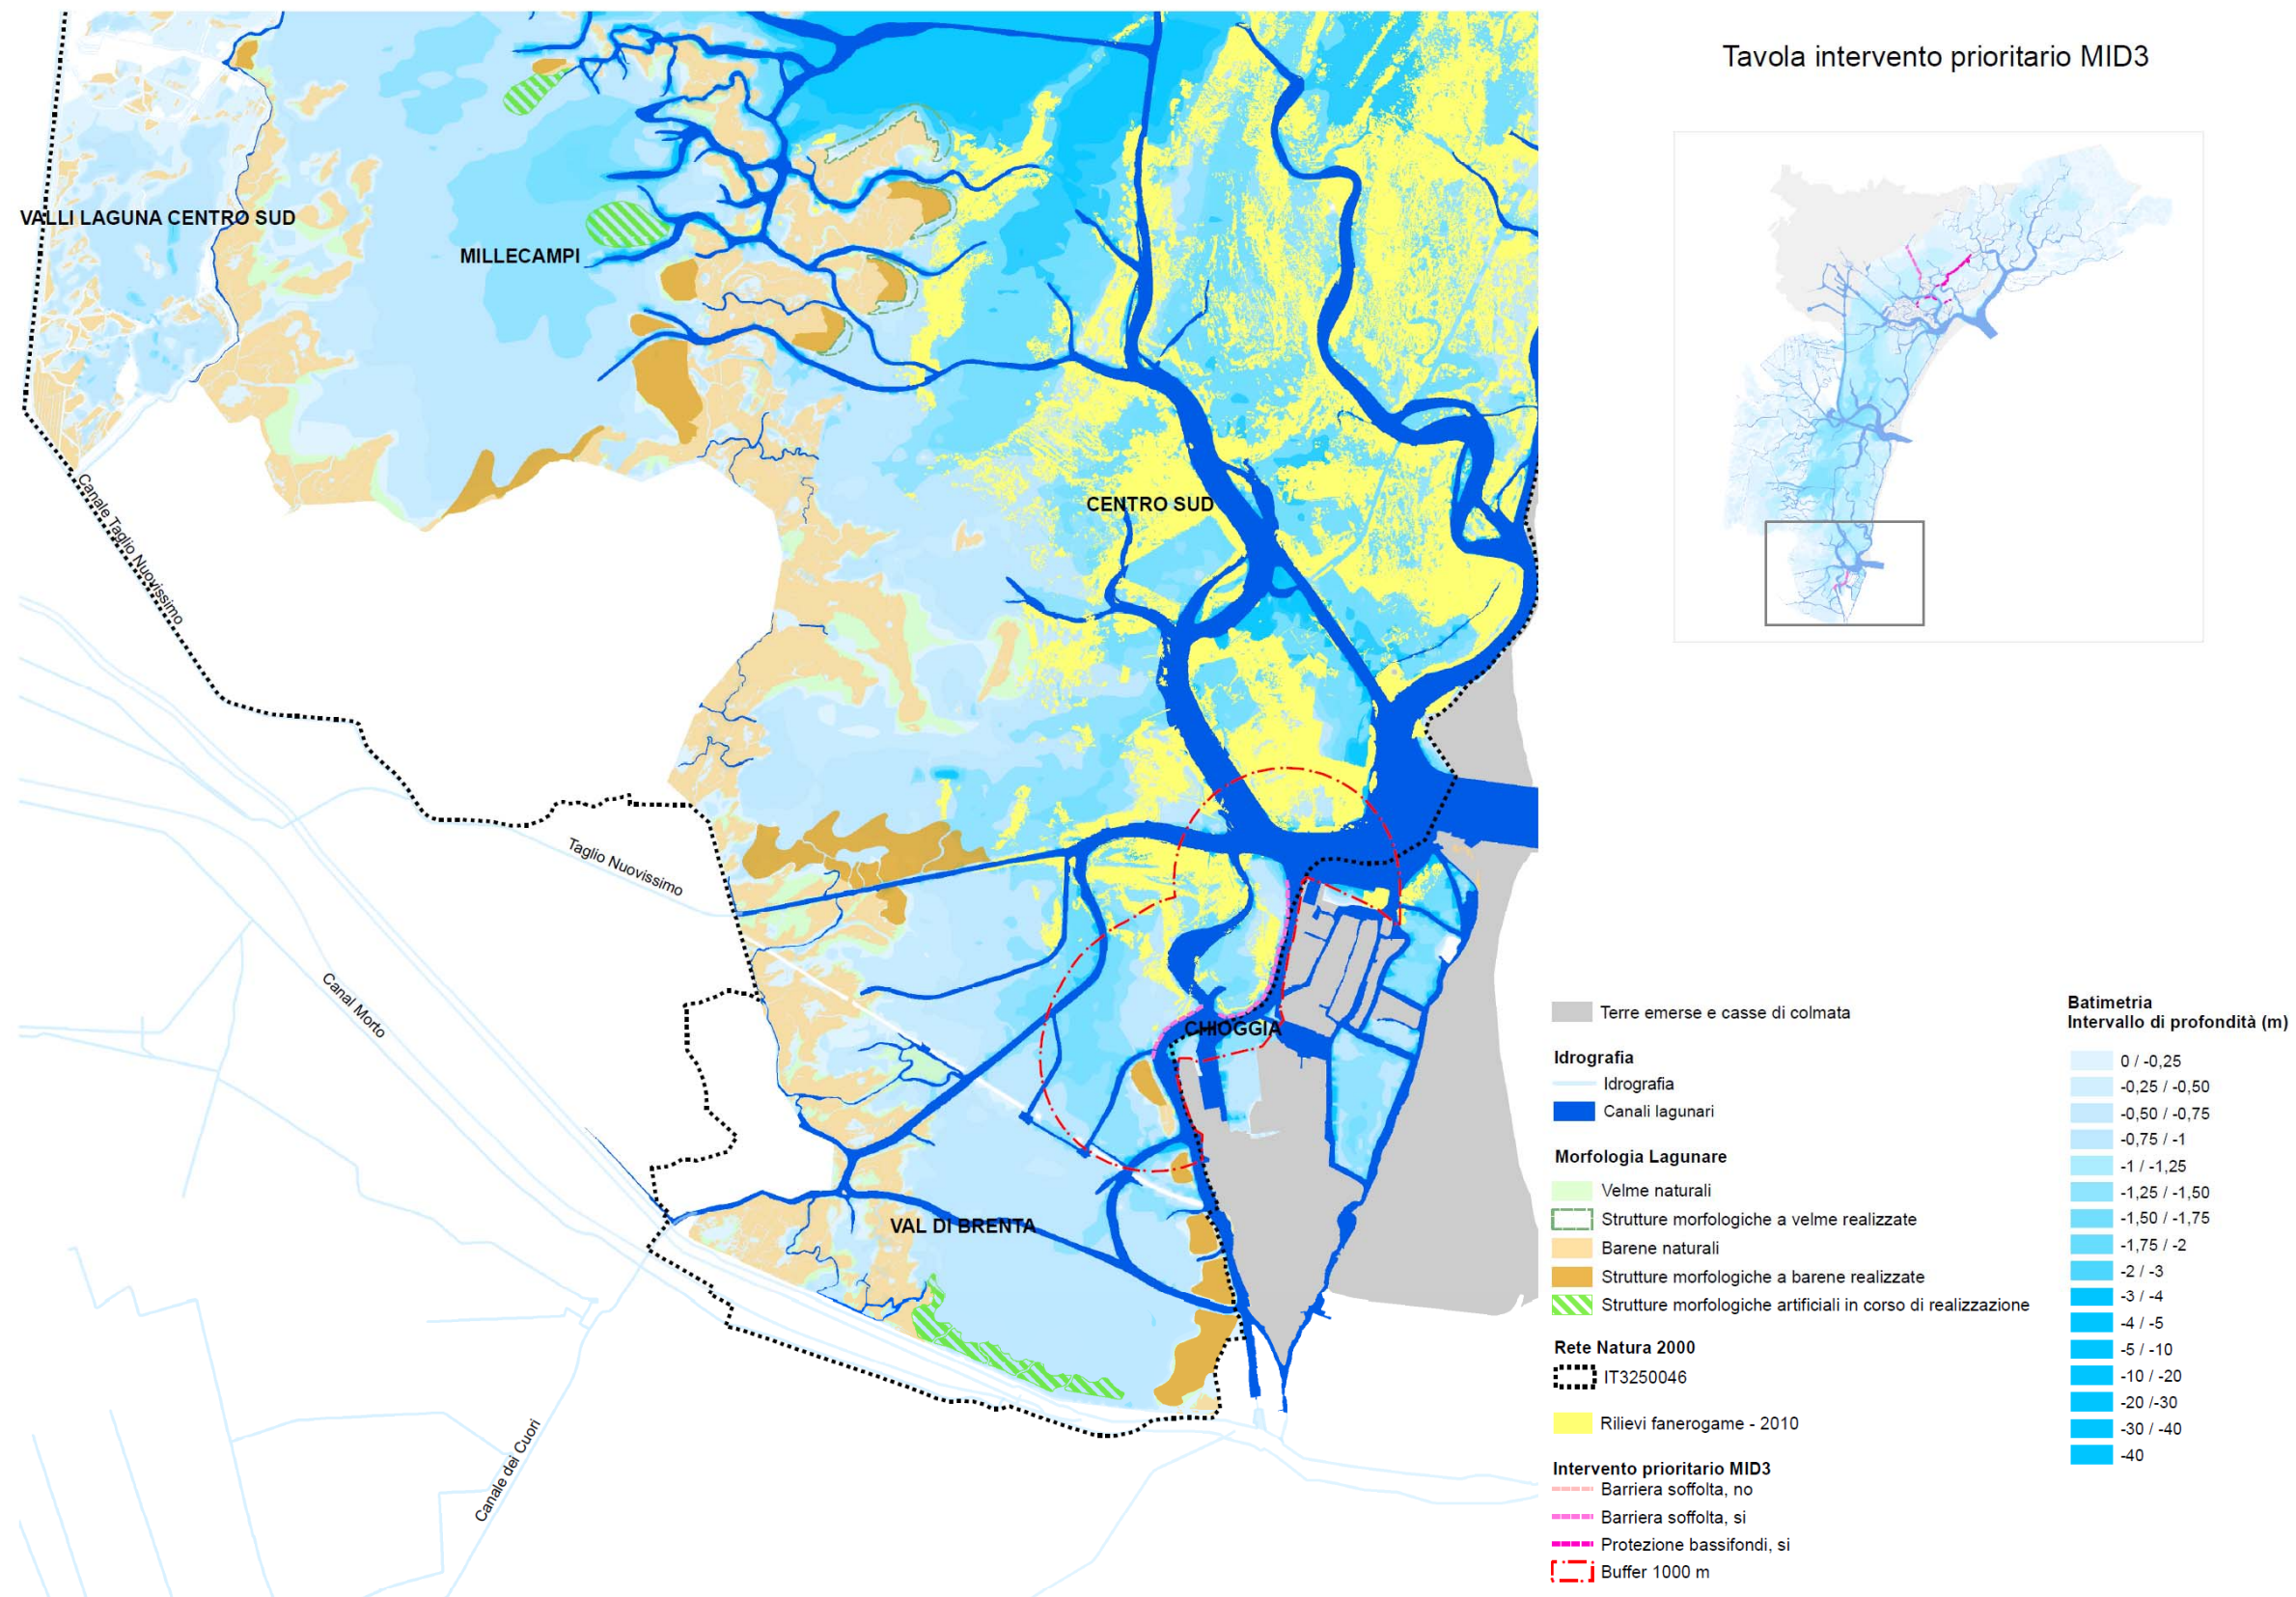 Tavola intervento prioritario MID3
VALLI LAGUNA CENTRO SUD
MILLECAMPI
CENTRO SUD
Canale Taglio Nuovissimo
Taglio Nuovissimo
Canal Morto
CHIOGGIA
VAL DI BRENTA
Canale dei Cuori
Terre emerse e casse di colmata
Idrografia
Idrografia
Canali lagunari
Morfologia Lagunare
Velme naturali
Strutture morfologiche a velme realizzate
Barene naturali
Strutture morfologiche a barene realizzate
Strutture morfologiche artificiali in corso di realizzazione
Rete Natura 2000
IT3250046
Rilievi fanerogame - 2010
Intervento prioritario MID3
Barriera soffolta, no
Barriera soffolta, si
Protezione bassifondi, si
Buffer 1000 m
Batimetria
Intervallo di profondità (m)
0 / -0,25
-0,25 / -0,50
-0,50 / -0,75
-0,75 / -1
-1 / -1,25
-1,25 / -1,50
-1,50 / -1,75
-1,75 / -2
-2 / -3
-3 / -4
-4 / -5
-5 / -10
-10 / -20
-20 /-30
-30 / -40
-40